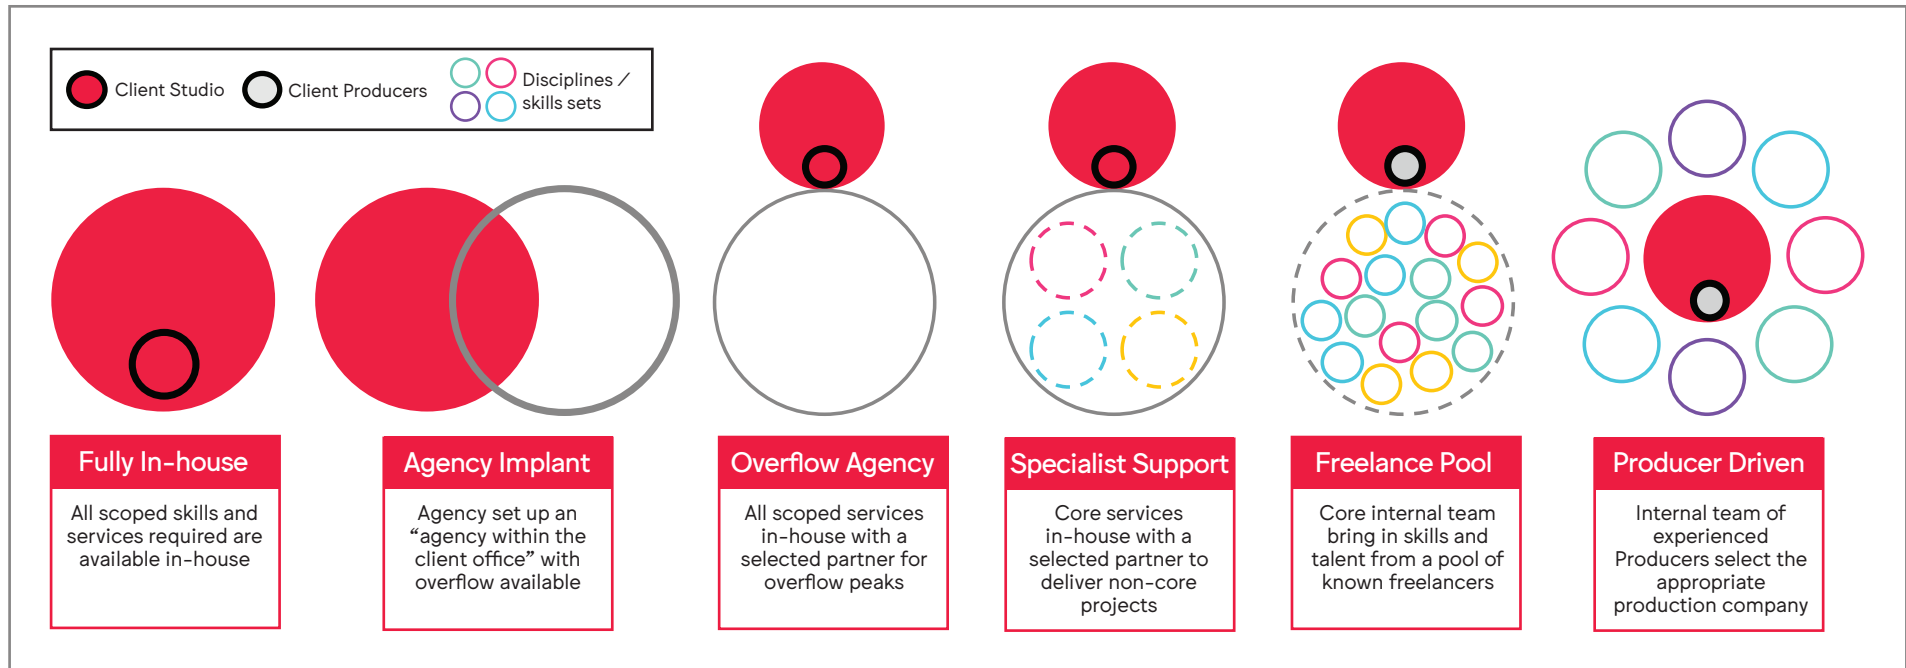 Client Studio
Client Producers
Disciplines /
skills sets
Fully In-house
All scoped skills and
services required are
available in-house
Agency Implant
Agency set up an
“agency within the
client office” with
overflow available
Overflow Agency
All scoped services
in-house with a
selected partner for
overflow peaks
Specialist Support
Core services
in-house with a
selected partner to
deliver non-core
projects
Freelance Pool
Core internal team
bring in skills and
talent from a pool of
known freelancers
Producer Driven
Internal team of
experienced
Producers select the
appropriate
production company